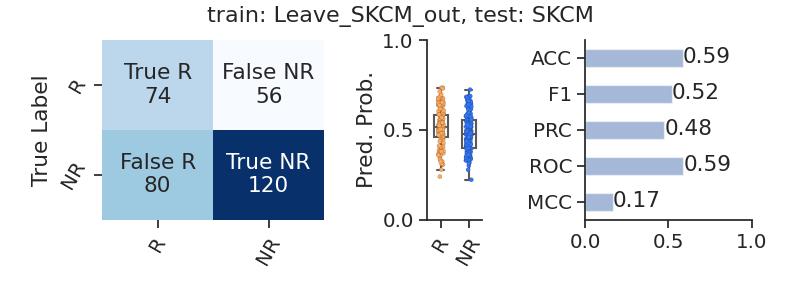 train: Leave_SKCM_out, test: SKCM
True Label
R
NR
True R
74
False NR
56
False R
80
True NR
120
R
NR
Pred. Prob.
1.0
0.5
0.0
R
NR
ACC
0.59
F1
0.52
PRC
0.48
ROC
0.59
MCC
0.17
0.0
0.5
1.0